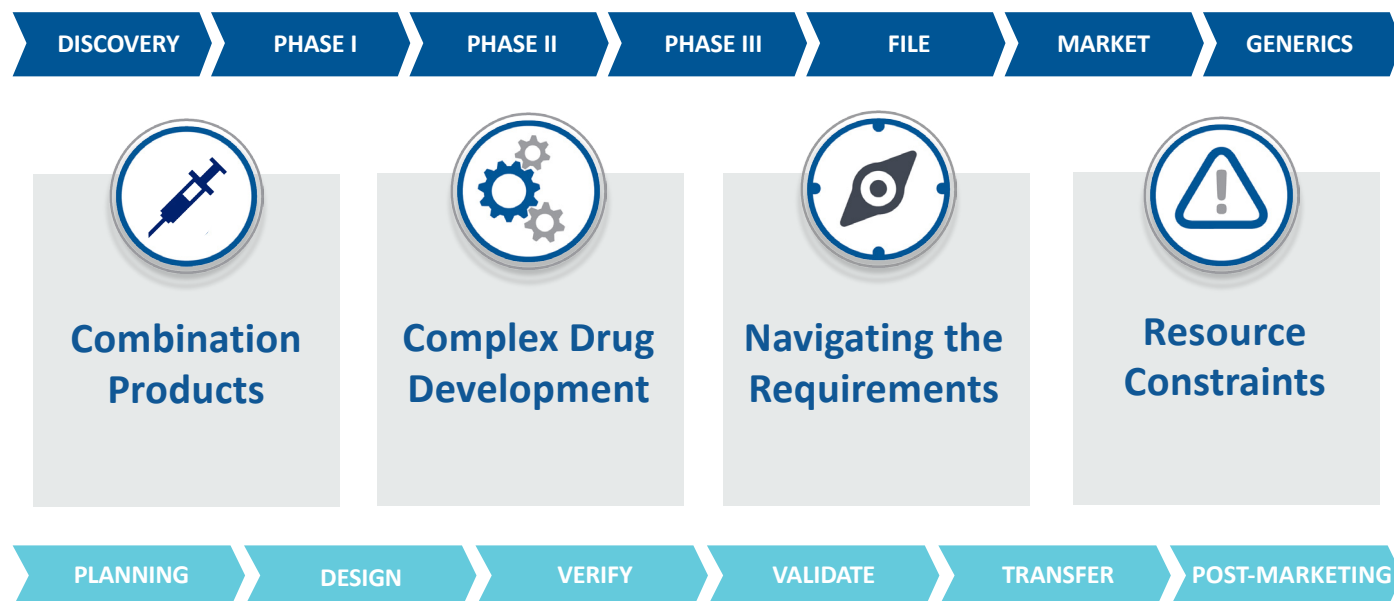 DISCOVERY PHASE I PHASE II PHASE III FILE MARKET GENERICS
Combination
Products
Complex Drug
Development
Navigating the
Requirements
Resource
Constraints
PLANNING DESIGN VERIFY VALIDATE TRANSFER POST-MARKETING